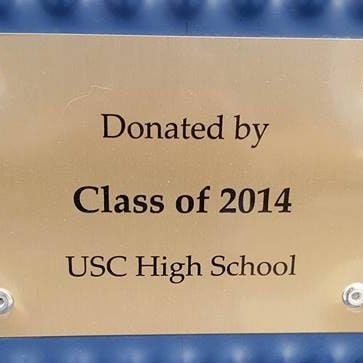 Donated by
Class of 2014
USC High School